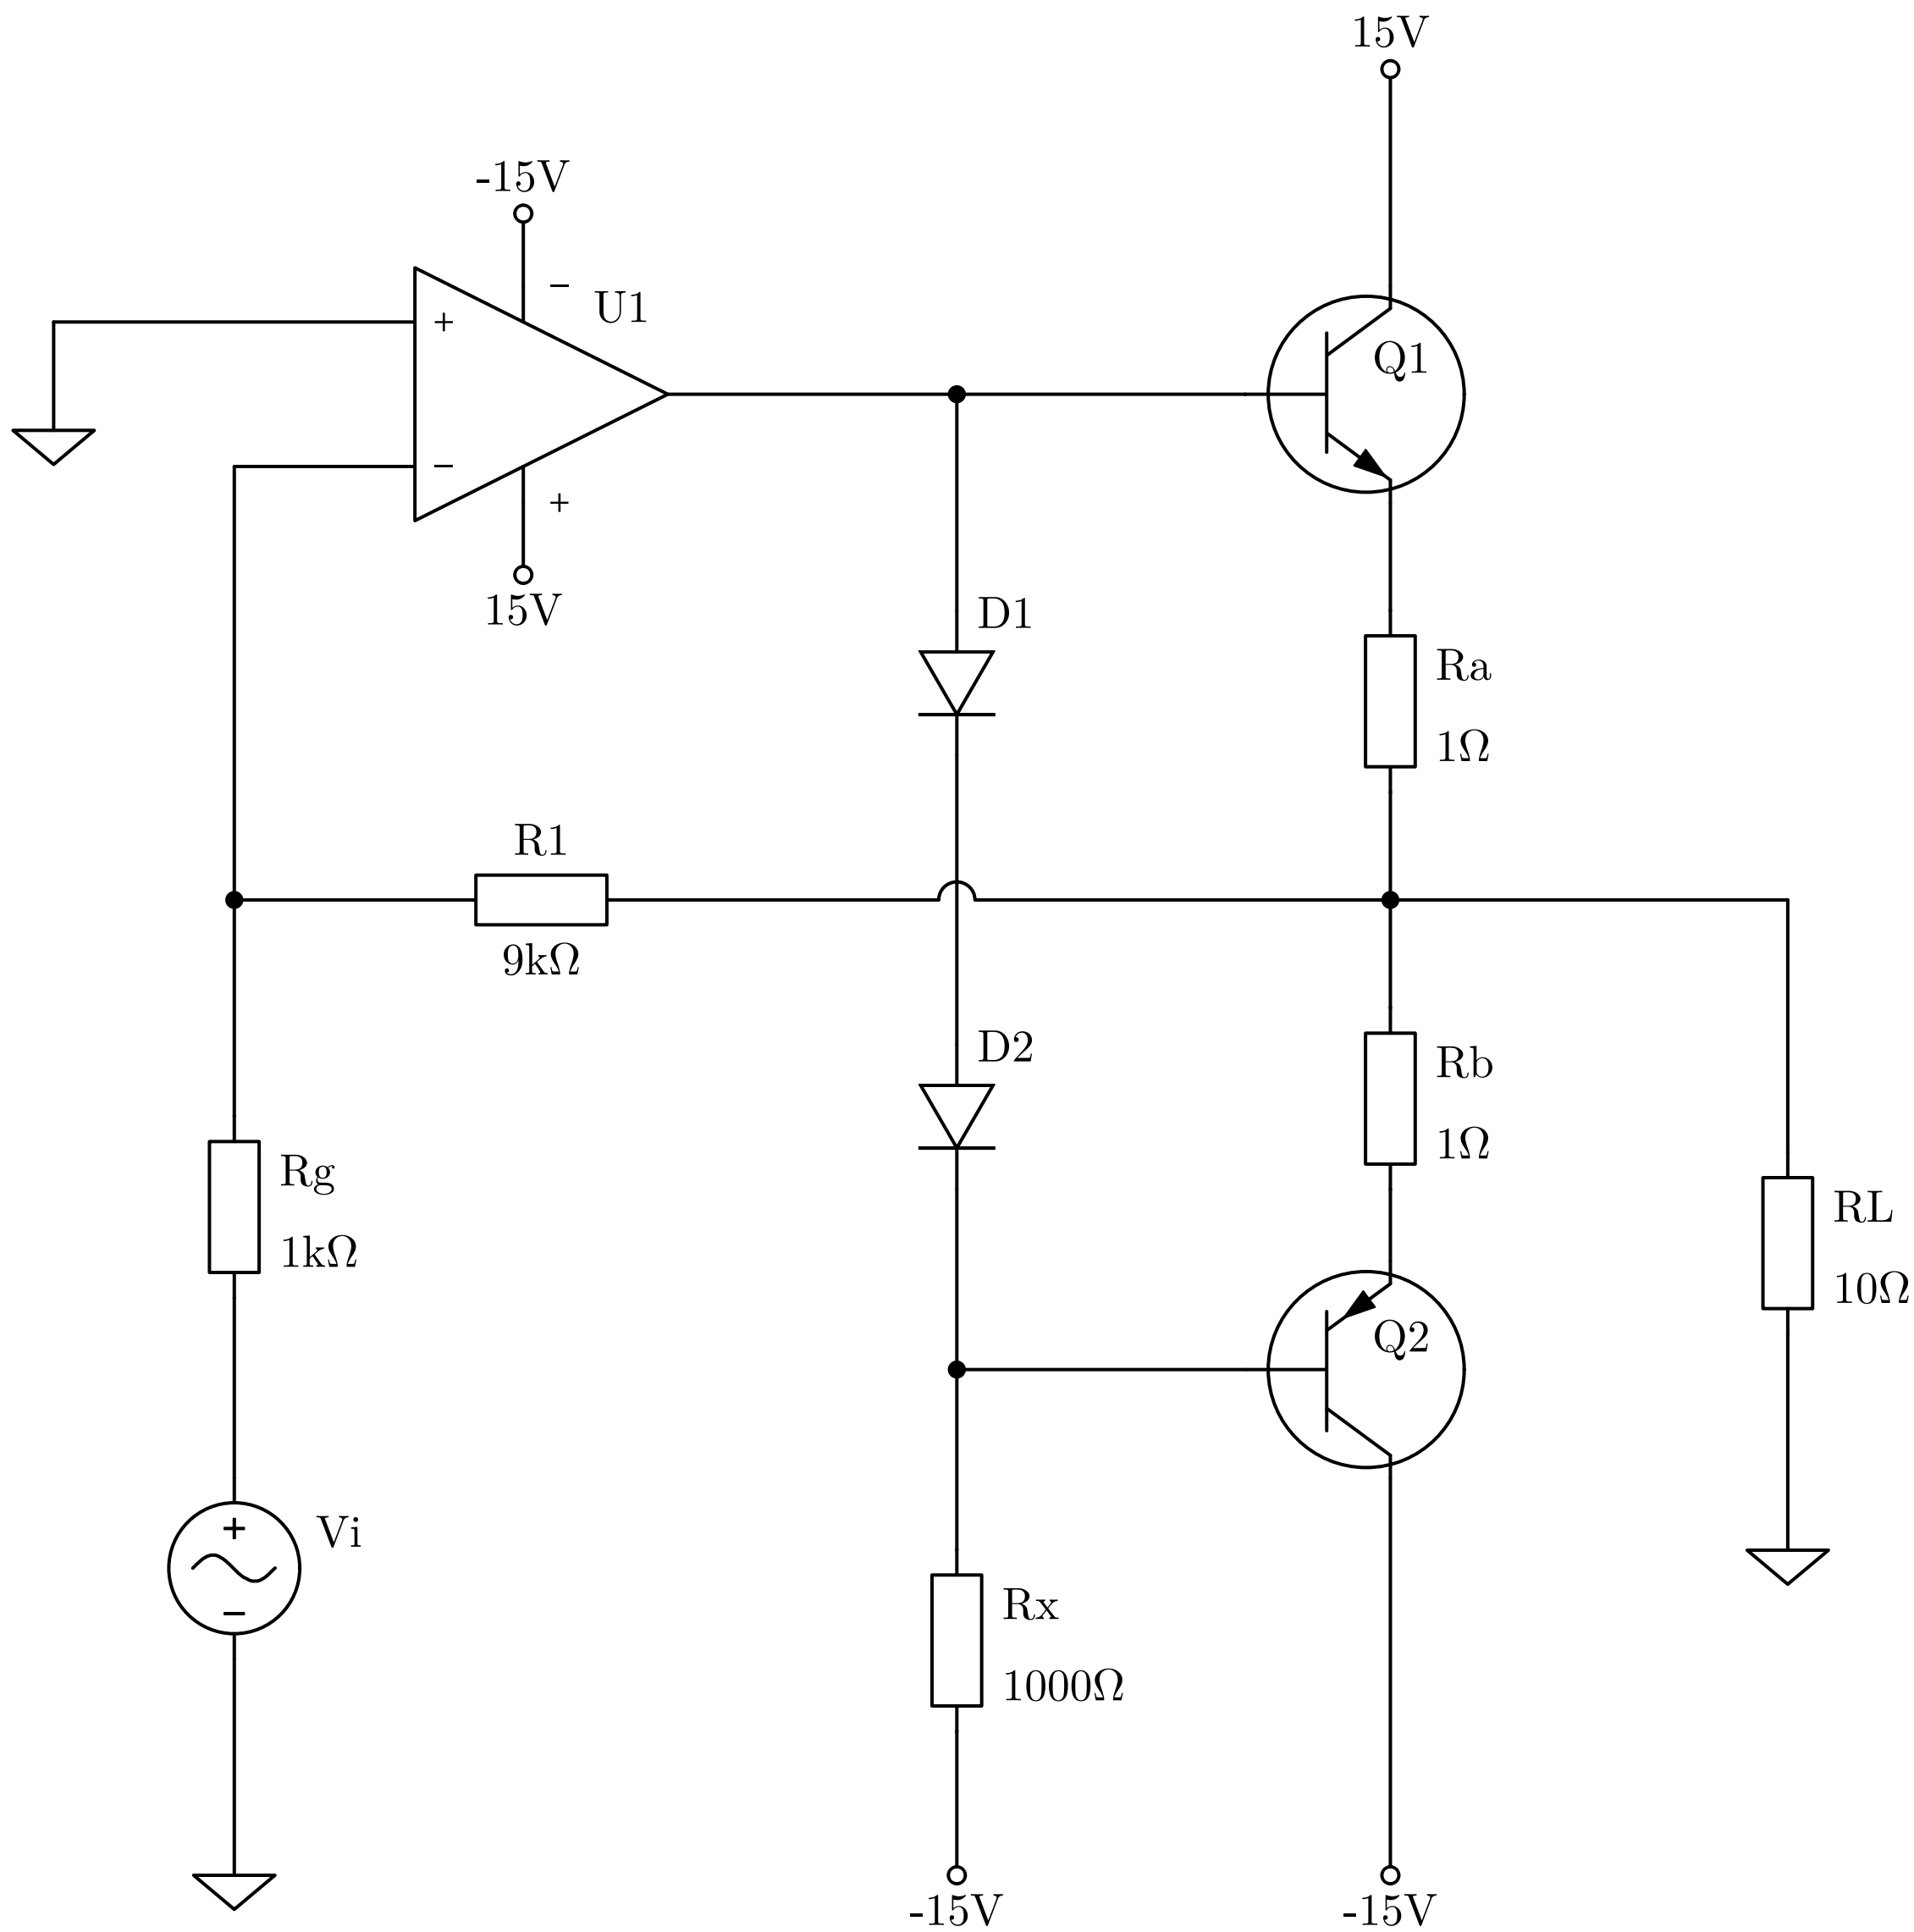 15V
-15V
+
−
U1
−
+
15V
Q1
D1
Ra
1Ω
R1
9kΩ
D2
Rb
1Ω
Rg
1kΩ
RL
10Ω
Q2
Vi
+
−
Rx
1000Ω
-15V
-15V